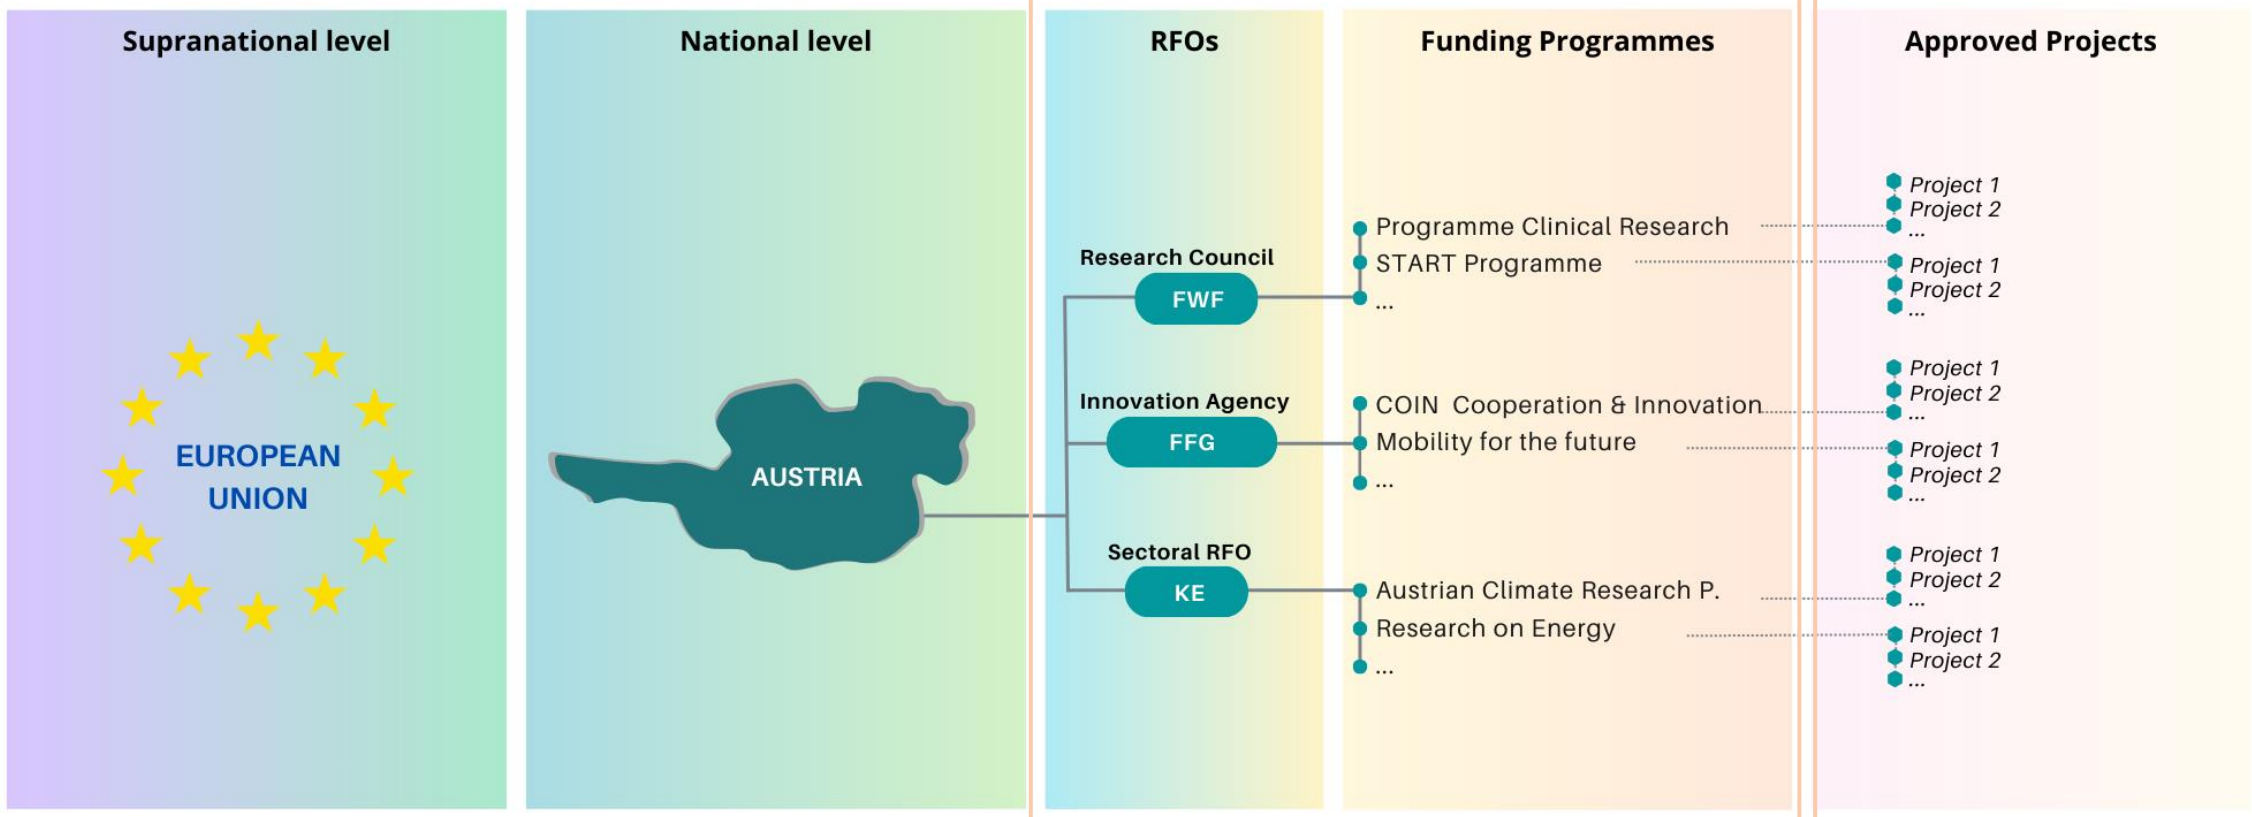 Supranational level
National level
RFOs
Funding Programmes
Approved Projects
EUROPEAN
UNION
AUSTRIA
Research Council
FWF
Innovation Agency
FFG
Sectoral RFO
KE
Programme Clinical Research
START Programme
...
COIN Cooperation & Innovation
Mobility for the future
...
Austrian Climate Research P.
Research on Energy
...
Project 1
Project 2
...
Project 1
Project 2
...
Project 1
Project 2
...
Project 1
Project 2
...
Project 1
Project 2
...
Project 1
Project 2
...